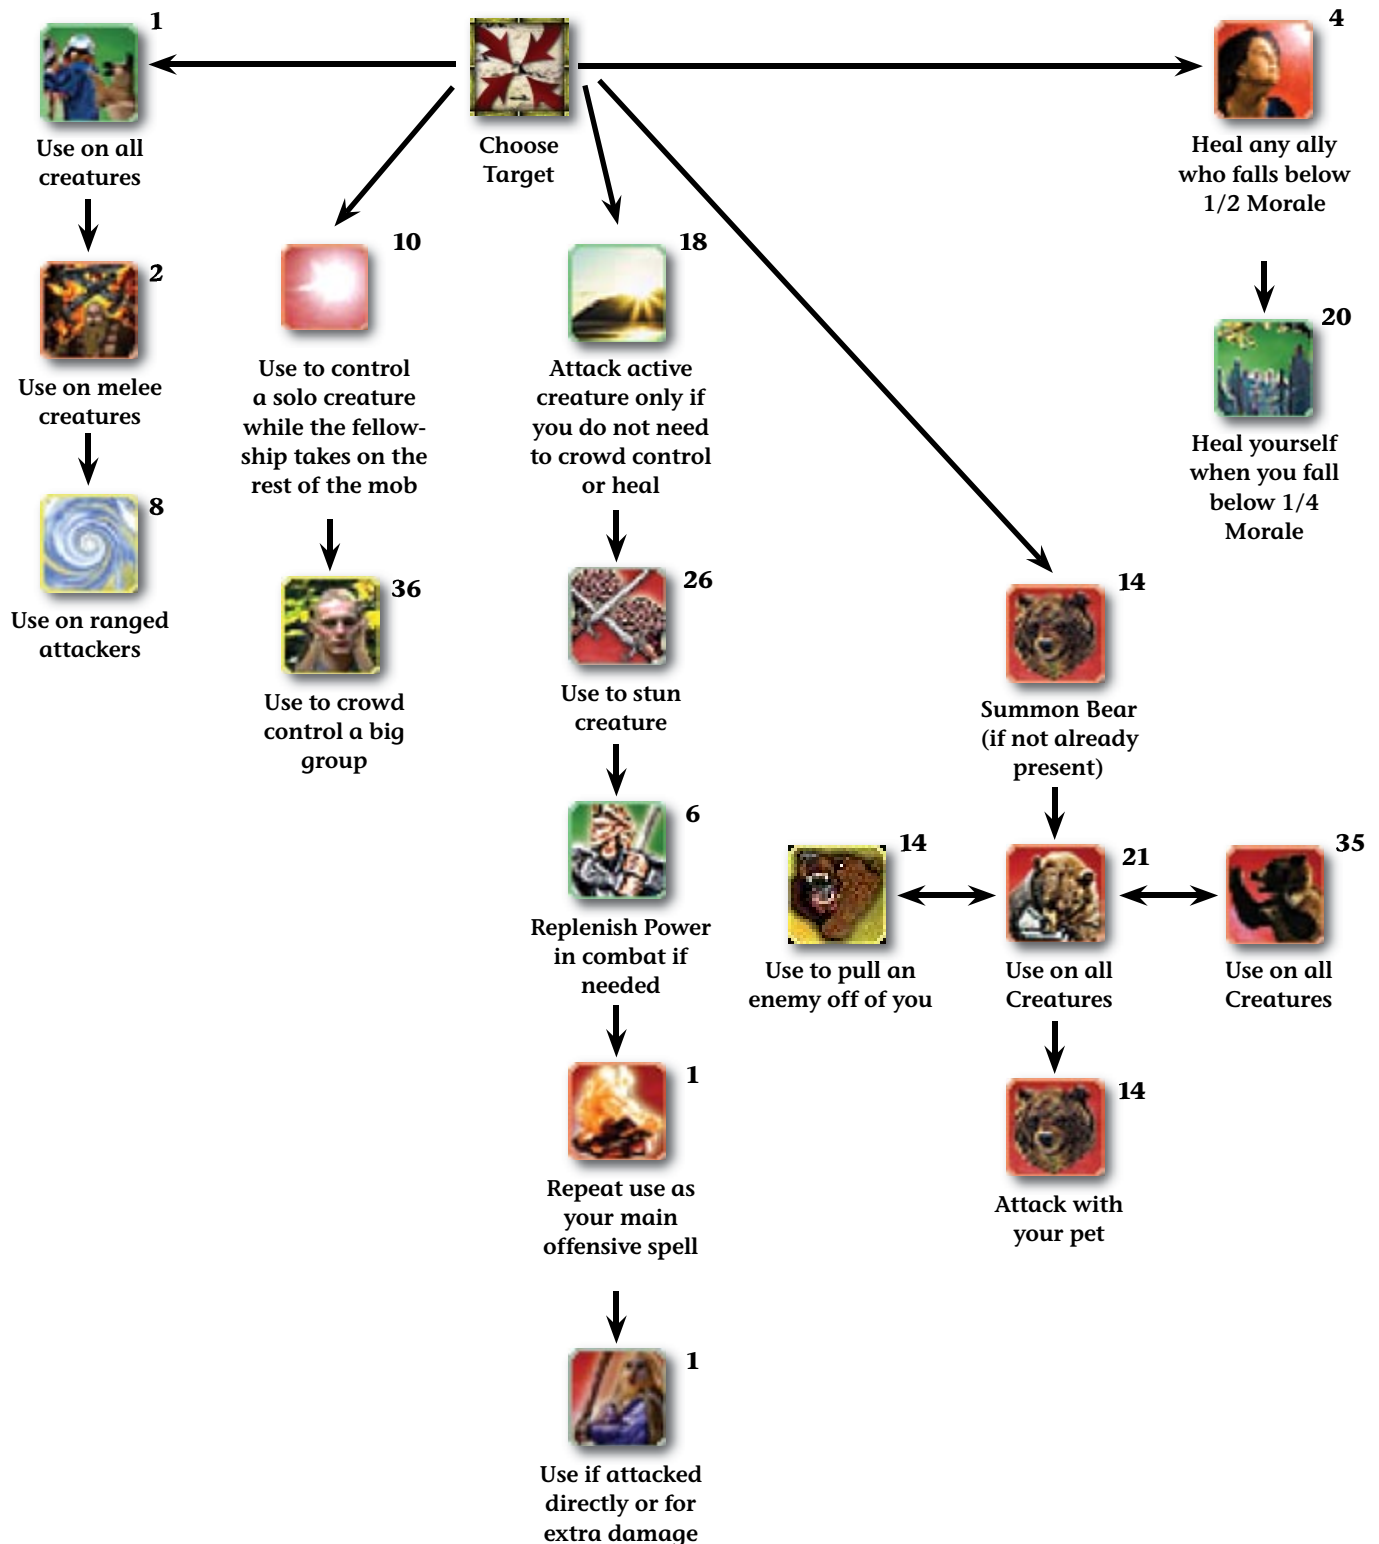 1
Use on all
creatures
2
Use on melee
creatures
8
Use on ranged
attackers
Choose
Target
10
Use to control
a solo creature
while the fellow-
ship takes on the
rest of the mob
36
Use to crowd
control a big
group
18
Attack active
creature only if
you do not need
to crowd control
or heal
26
Use to stun
creature
6
Replenish Power
in combat if
needed
1
Repeat use as
your main
offensive spell
1
Use if attacked
directly or for
extra damage
4
Heal any ally
who falls below
1/2 Morale
20
Heal yourself
when you fall
below 1/4
Morale
14
Summon Bear
(if not already
present)
14
Use to pull an
enemy off of you
21
Use on all
Creatures
35
Use on all
Creatures
14
Attack with
your pet